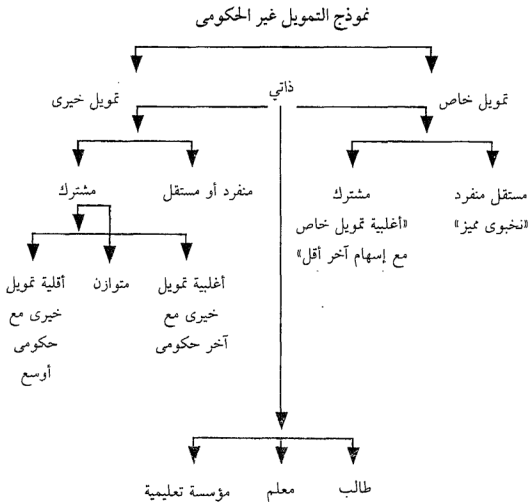 نموذج التمويل غير الحكومى
تمويل خاص
ذاتي
تمويل خيرى
مستقل منفرد
«نخبوى مميز»
مشترك
«أغلبية تمويل خاص
مع إسهام آخر أقل»
منفرد أو مستقل
مشترك
أغلبية تمويل
خيرى مع
آخر حكومى
متوازن
أقلية تمويل
خيرى مع
حكومى
أوسع
طالب
معلم
مؤسسة تعليمية